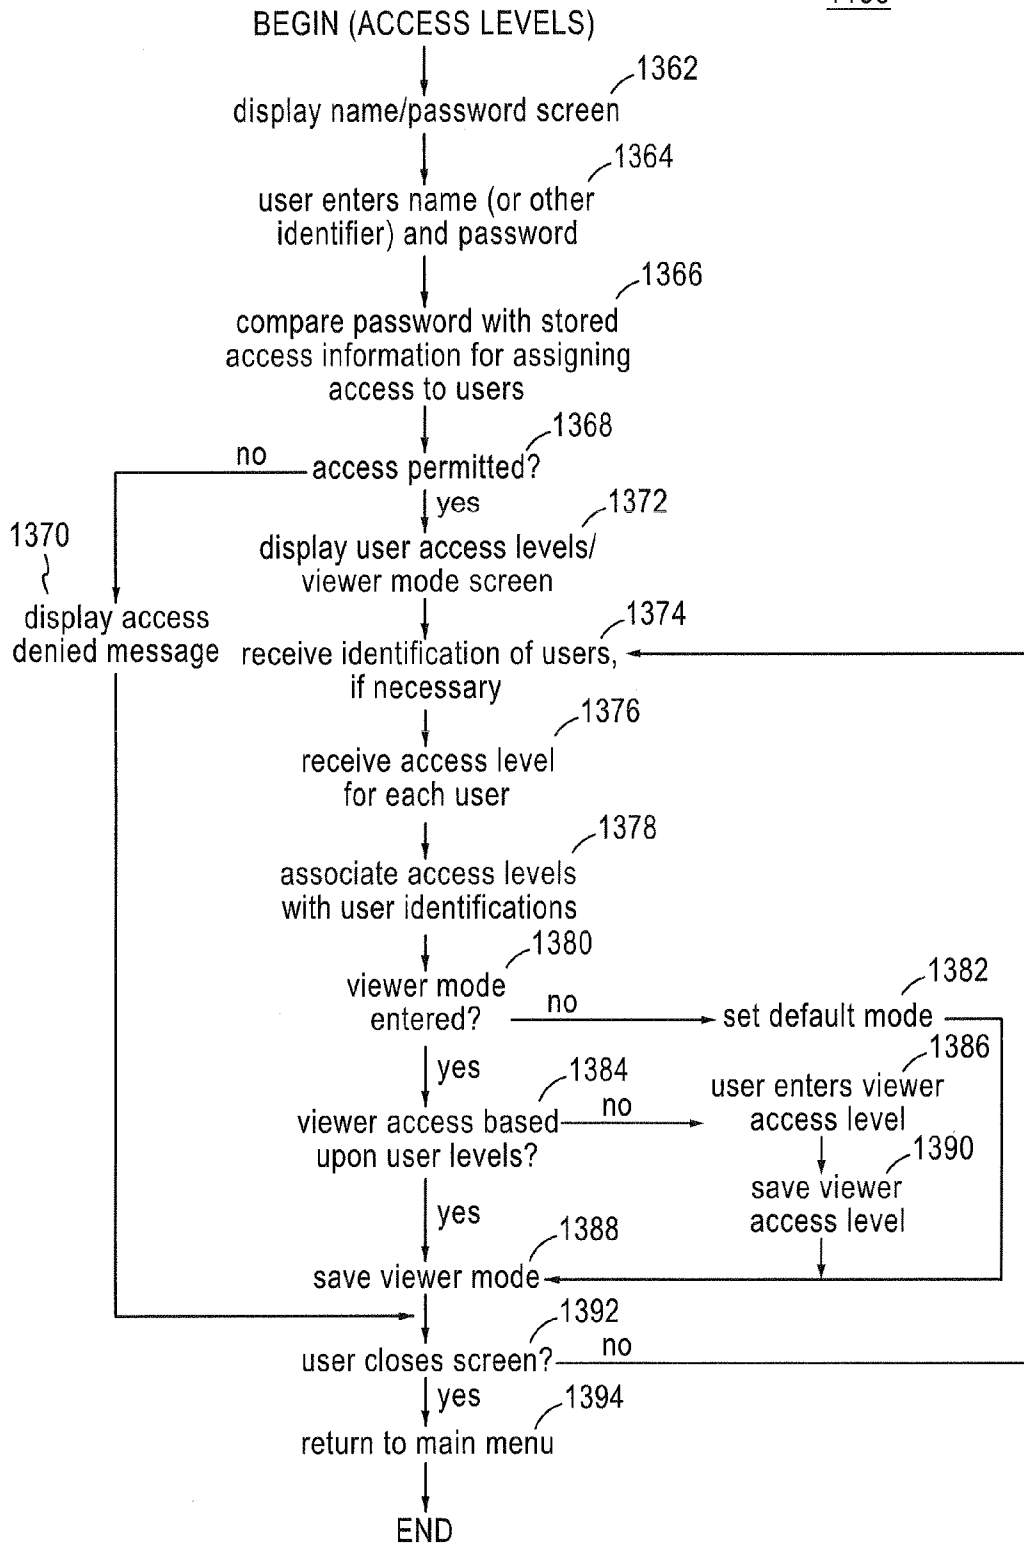 BEGIN (ACCESS LEVELS)
1362
display name/password screen
1364
user enters name (or other
identifier) and password
1366
compare password with stored
access information for assigning
access to users
1368
no
access permitted?
yes
1372
1370
display user access levels/
viewer mode screen
1374
display access
denied message
receive identification of users,
if necessary
1376
receive access level
for each user
1378
associate access levels
with user identifications
1380
viewer mode
entered?
no
1382
set default mode
yes
1384
1386
user enters viewer
access level
viewer access based
upon user levels?
no
1390
save viewer
access level
yes
1388
save viewer mode
1392
user closes screen?
no
yes
1394
return to main menu
END